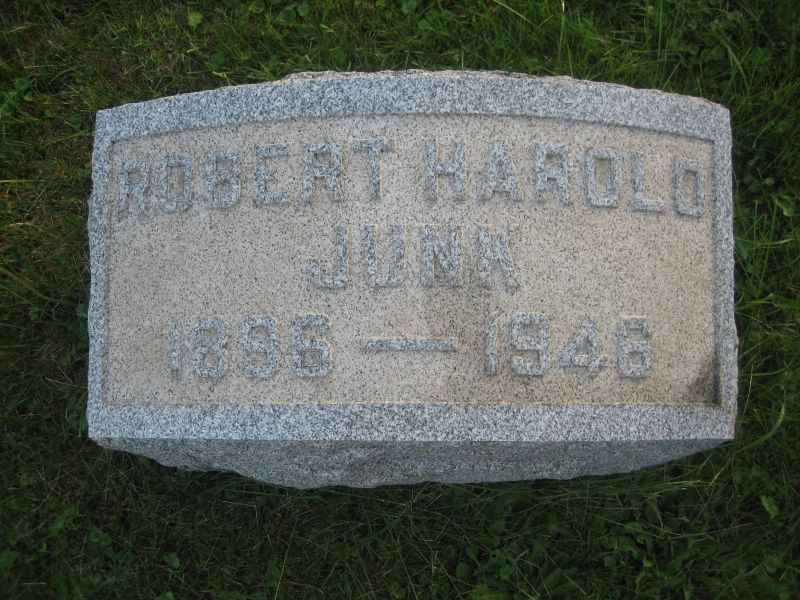 ROBERT HAROLD
JUNK
1896 — 1946